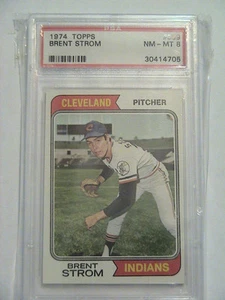 1974 TOPPS
BRENT STROM
NM - MT 8
30414705
CLEVELAND PITCHER
BRENT
STROM
INDIANS